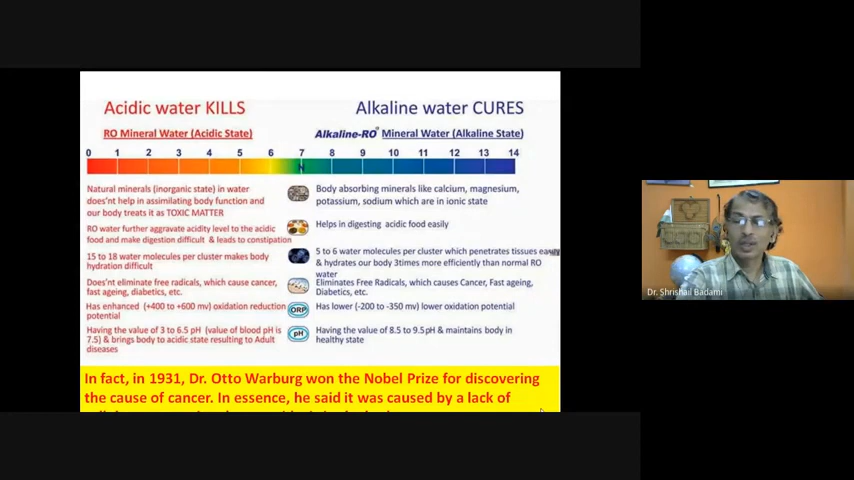 Acidic water KILLS
Alkaline water CURES
RO Mineral Water (Acidic State)
Alkaline-RO® Mineral Water (Alkaline State)
0 1 2 3 4 5 6 7 8 9 10 11 12 13 14
N
Natural minerals (inorganic state) in water
does'nt help in assimilating body function and
our body treats it as TOXIC MATTER
Body absorbing minerals like calcium, magnesium,
potassium, sodium which are in ionic state
RO water further aggravate acidity level to the acidic
food and make digestion difficult & leads to constipation
Helps in digesting acidic food easily
15 to 18 water molecules per cluster makes body
hydration difficult
5 to 6 water molecules per cluster which penetrates tissues easily
& hydrates our body 3times more efficiently than normal RO
water
Does'nt eliminate free radicals, which cause cancer,
fast ageing, diabetics, etc.
Eliminates Free Radicals, which causes Cancer, Fast ageing,
Diabetics, etc.
Has enhanced (+400 to +600 mv) oxidation reduction
potential
ORP
Has lower (-200 to -350 mv) lower oxidation potential
Having the value of 3 to 6.5 pH (value of blood pH is
7.5) & brings body to acidic state resulting to Adult
diseases
pH
Having the value of 8.5 to 9.5pH & maintains body in
healthy state
In fact, in 1931, Dr. Otto Warburg won the Nobel Prize for discovering
the cause of cancer. In essence, he said it was caused by a lack of
Dr. Shrishail Badami